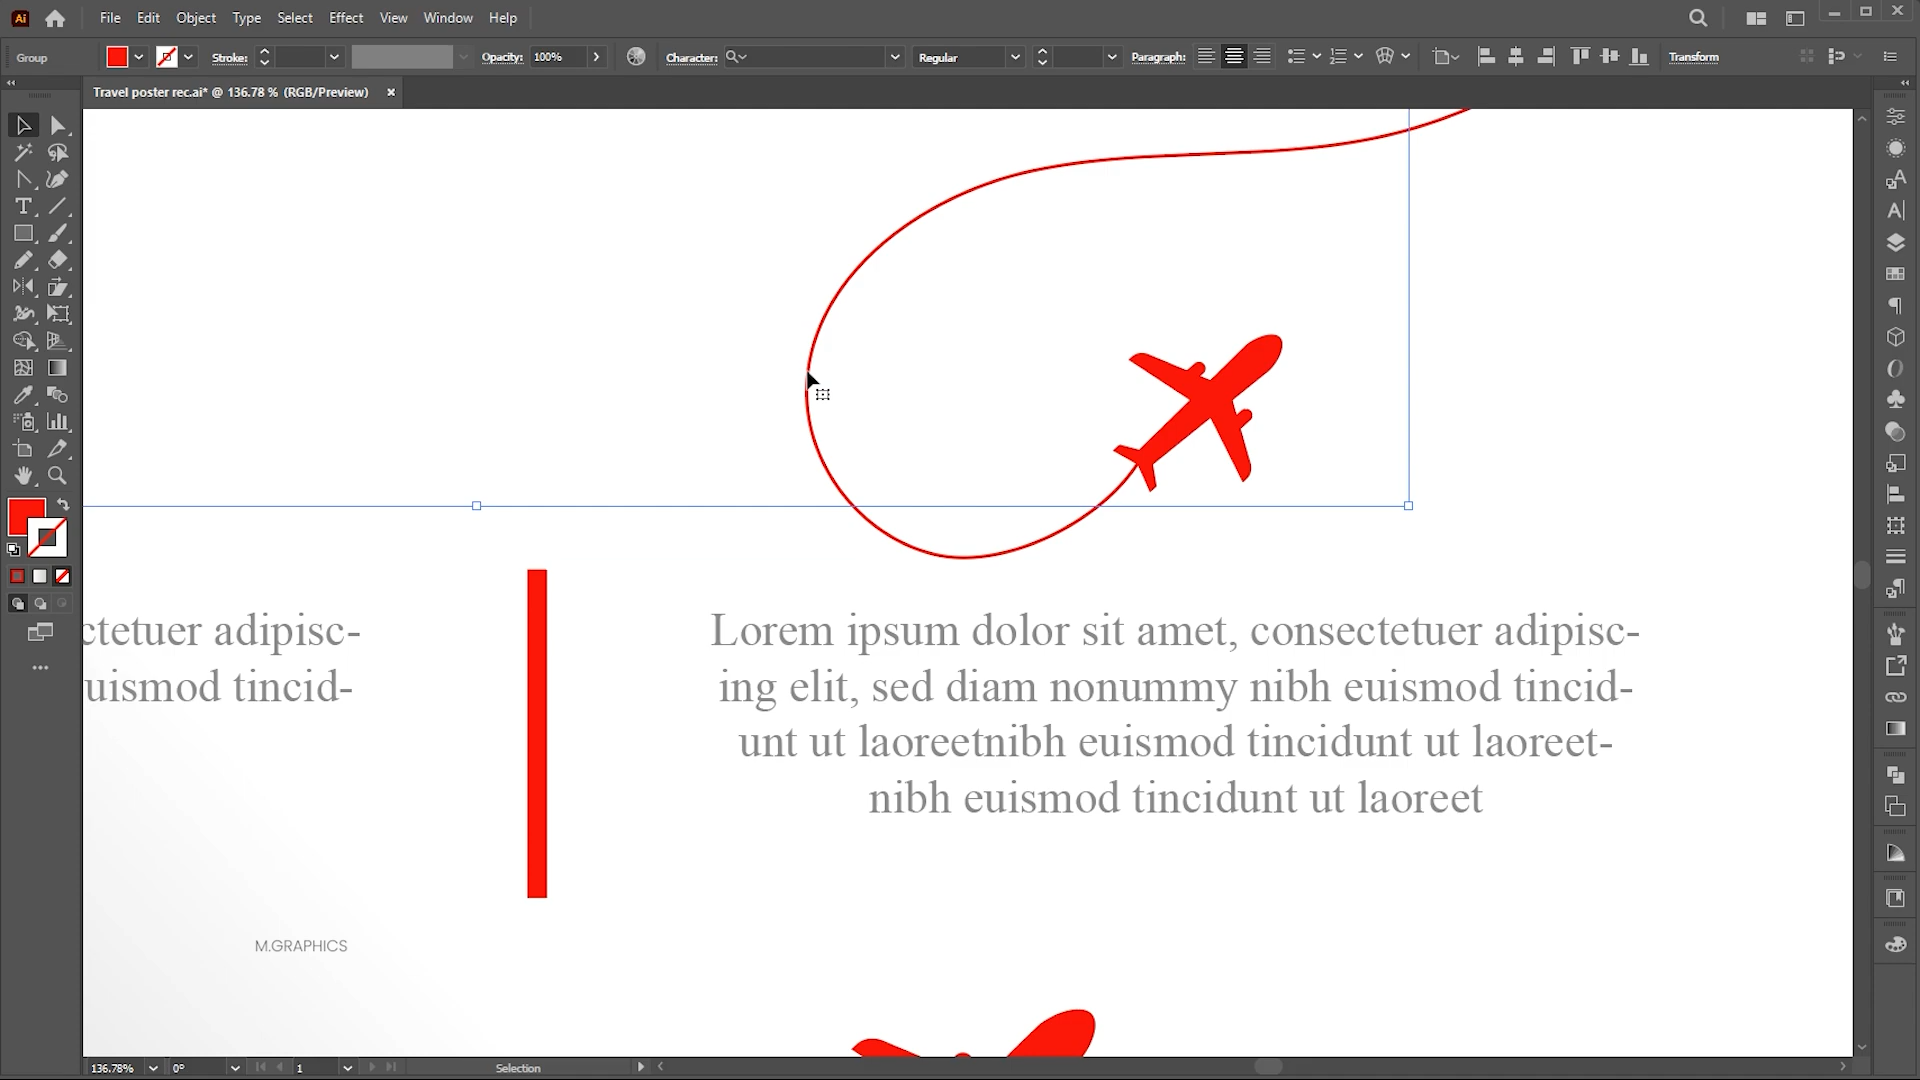 Ai File Edit Object Type Select Effect View Window Help
Group Stroke: Opacity: 100% Character: Regular Paragraph: Transform
Travel poster rec.ai* @ 136.78 % (RGB/Preview) ×
ctetuer adipisc-
uismod tincid-
Lorem ipsum dolor sit amet, consectetuer adipisc-
ing elit, sed diam nonummy nibh euismod tincid-
unt ut laoreetnibh euismod tincidunt ut laoreet-
nibh euismod tincidunt ut laoreet
M.GRAPHICS
136.78% 0° 1 Selection